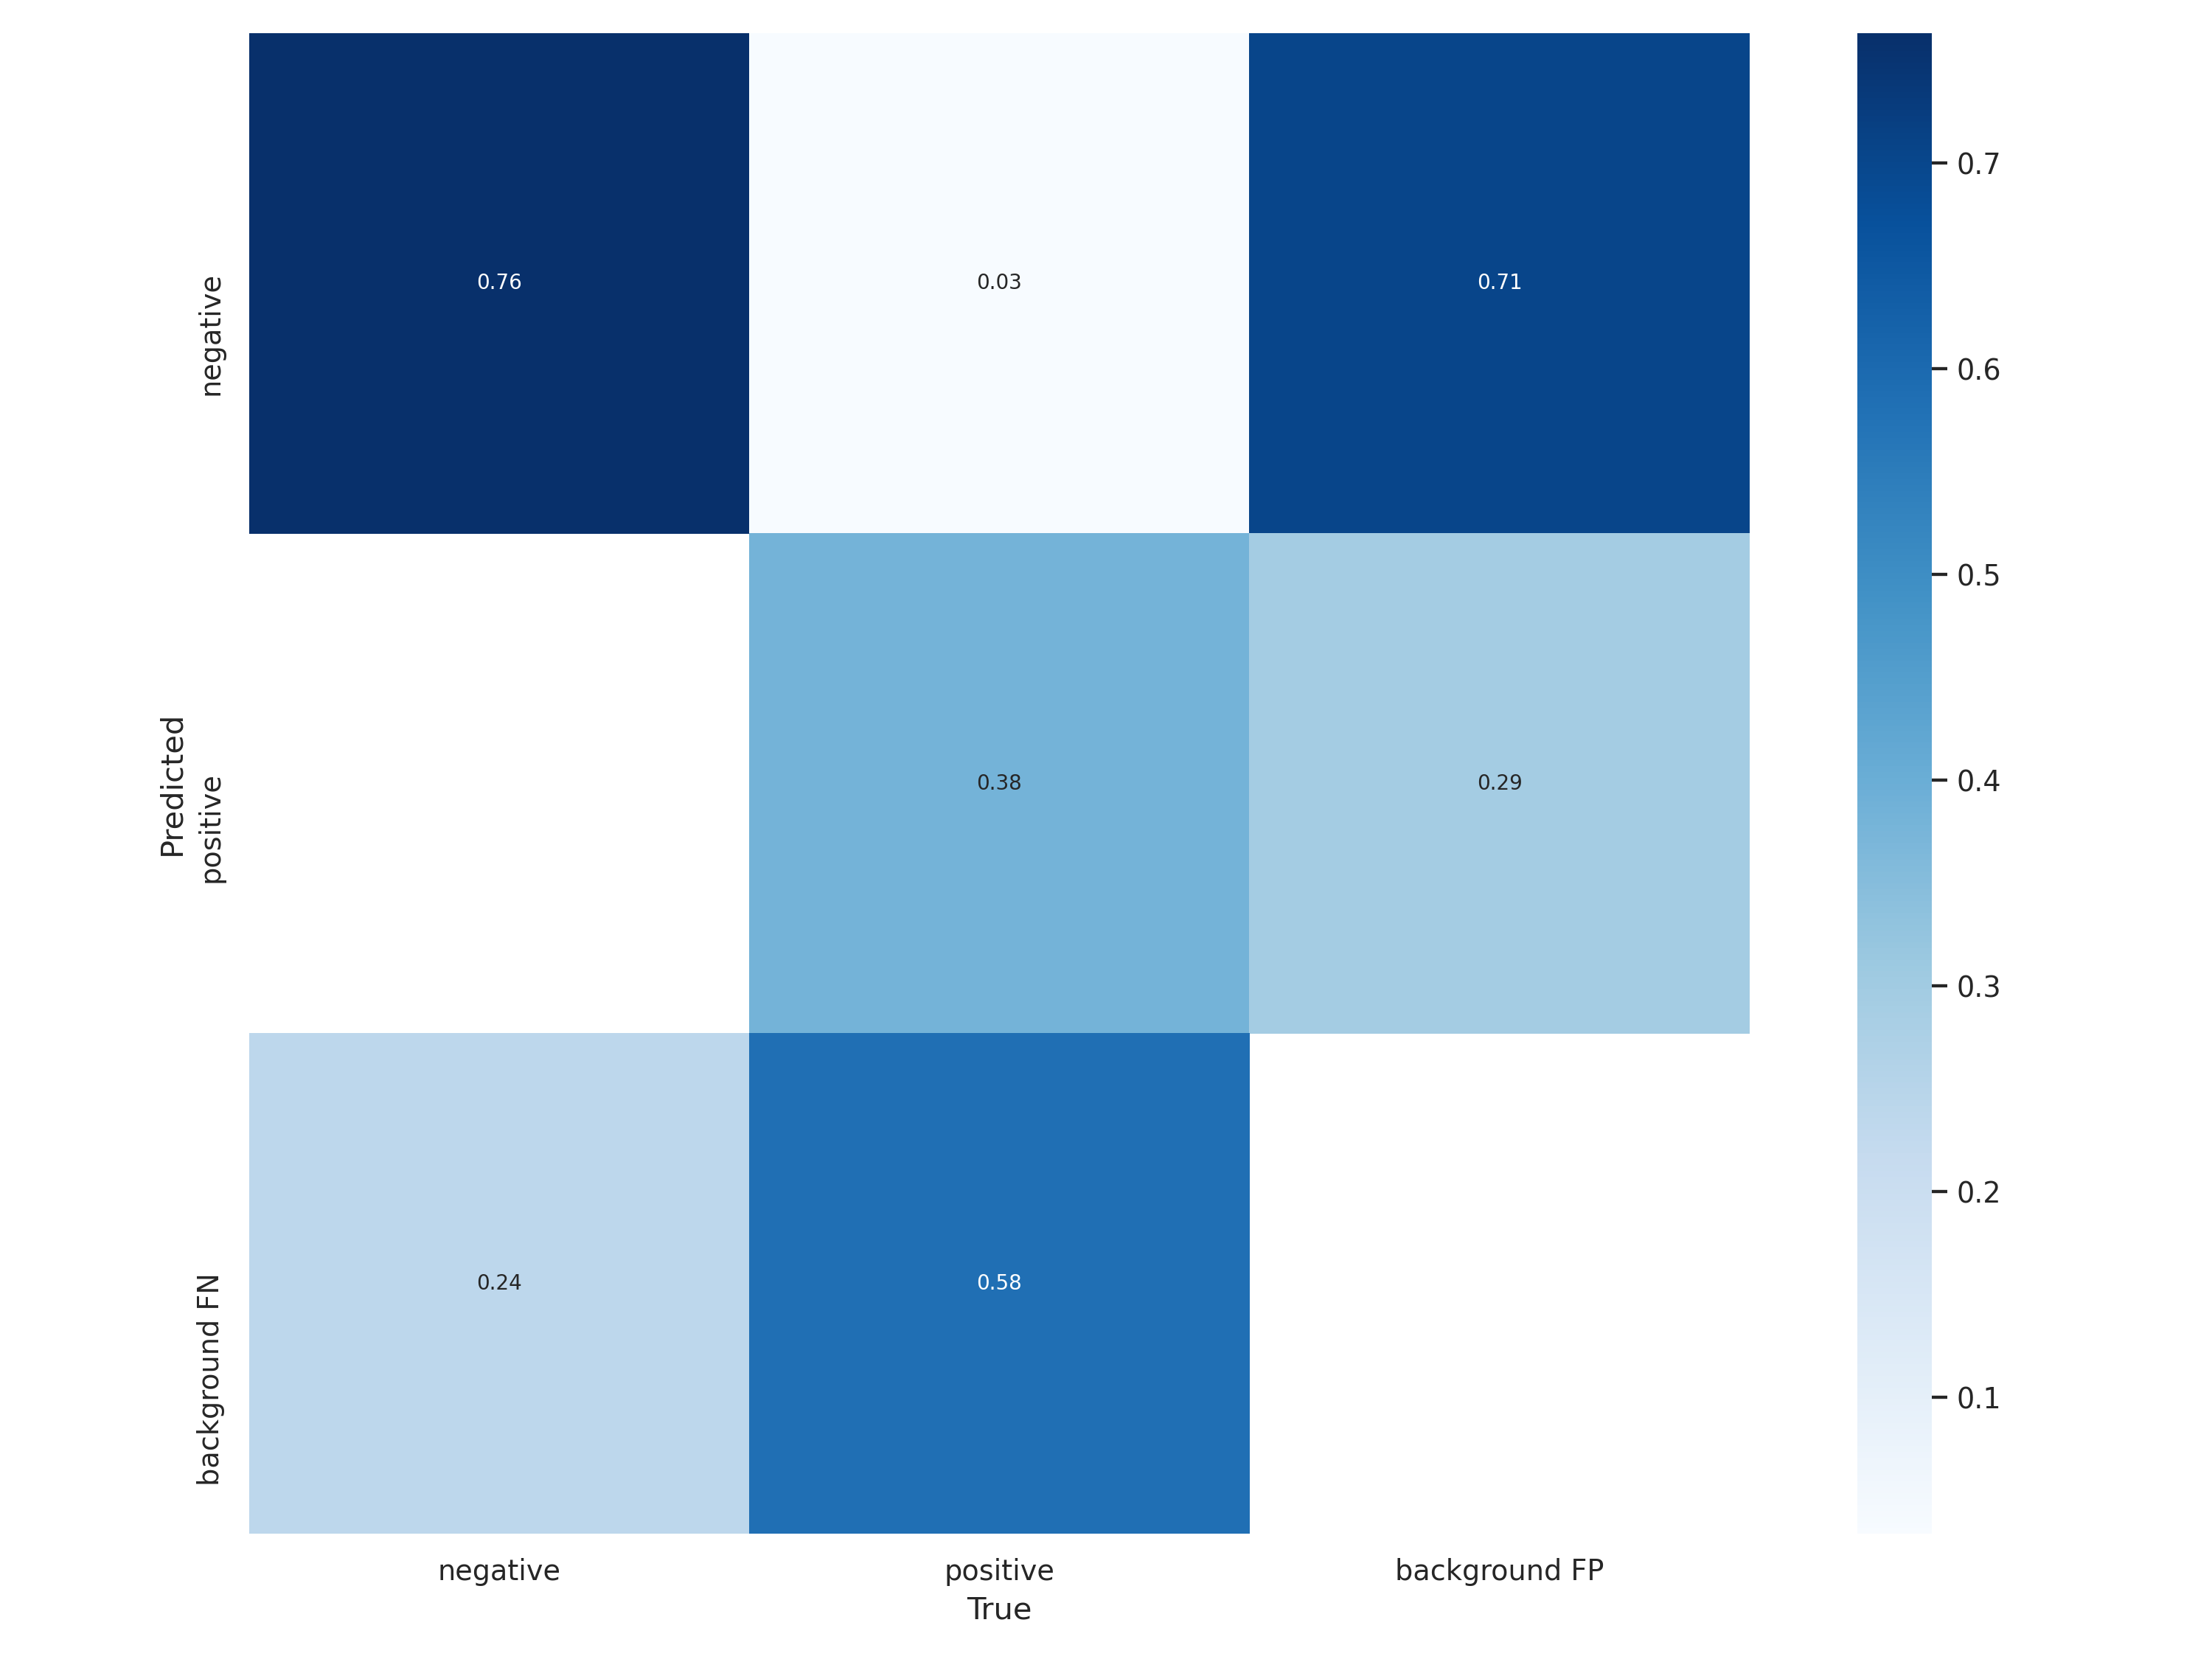 0.76 0.03 0.71
0.38 0.29
0.24 0.58
negative
positive
background FN
Predicted
negative positive background FP
True
0.7
0.6
0.5
0.4
0.3
0.2
0.1